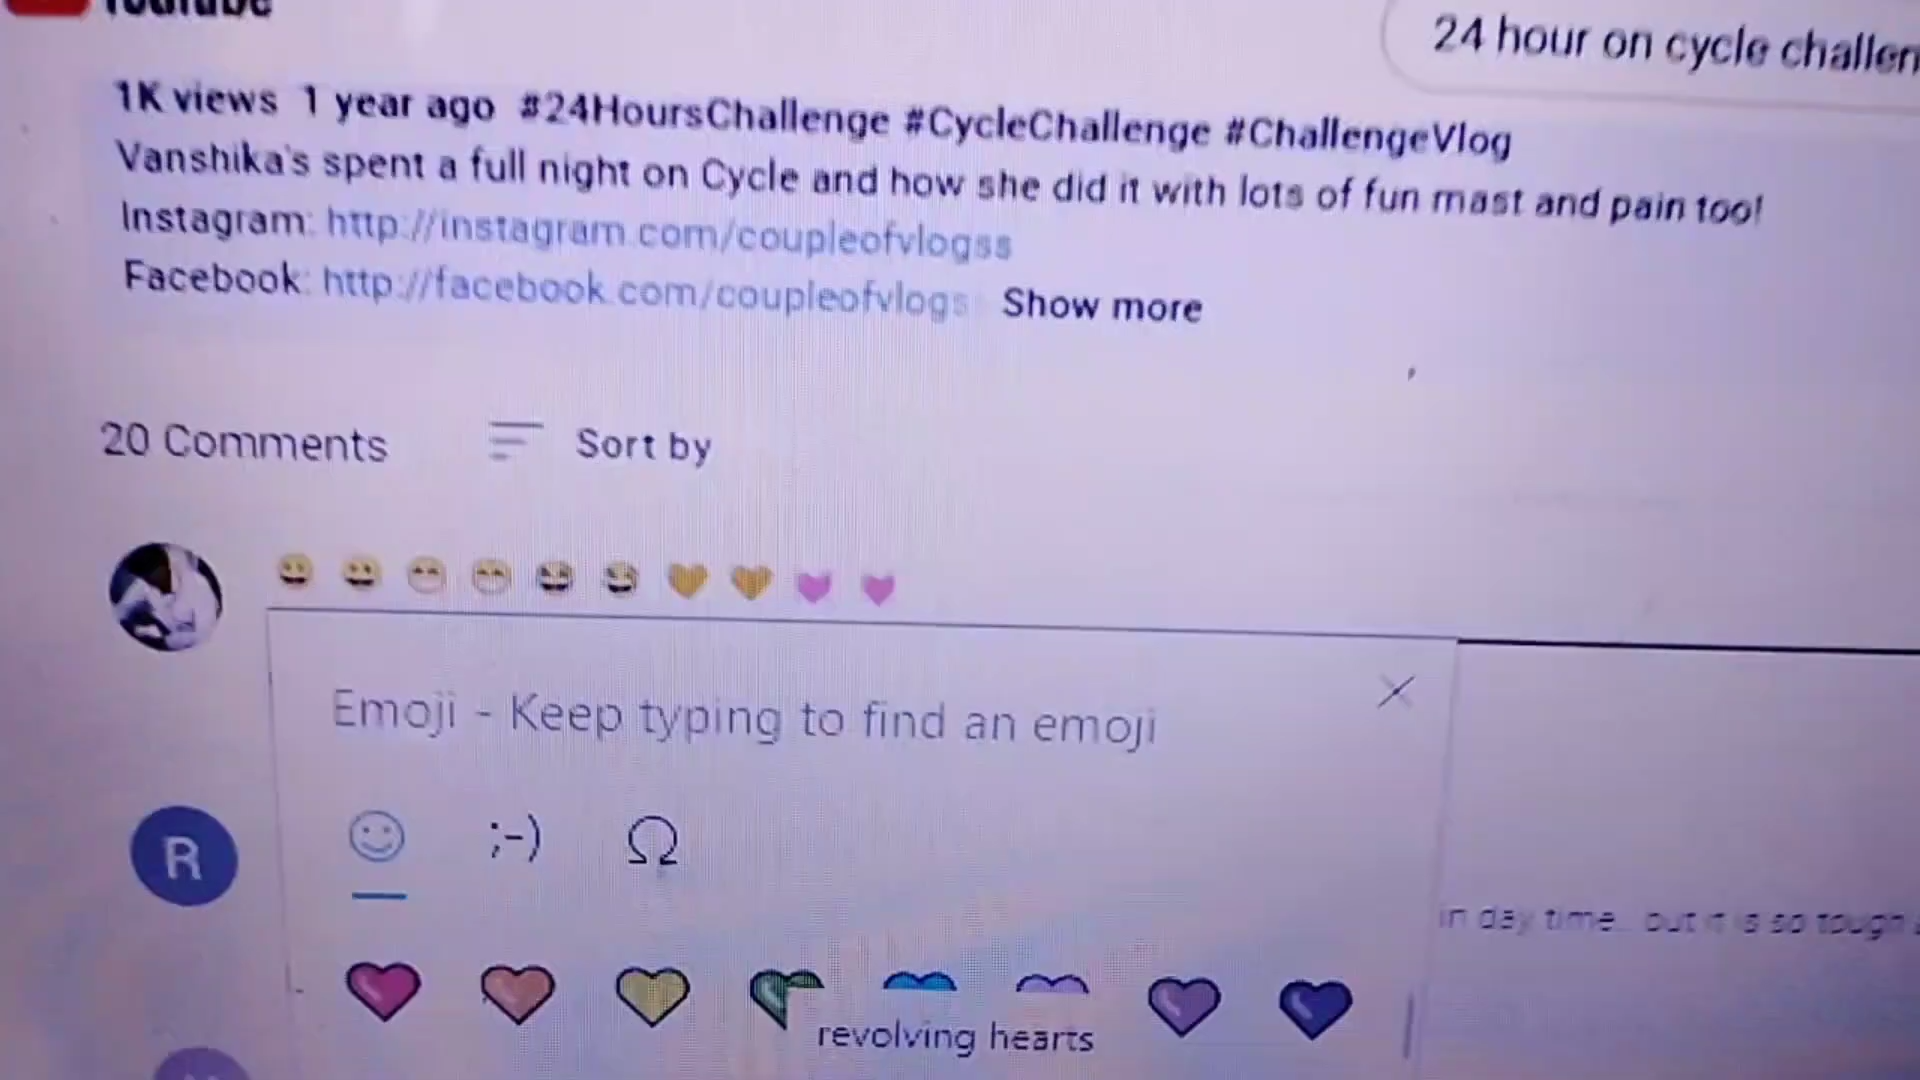 YouTube
24 hour on cycle challen
1K views 1 year ago #24HoursChallenge #CycleChallenge #ChallengeVlog
Vanshika's spent a full night on Cycle and how she did it with lots of fun mast and pain too!
Instagram: http://instagram.com/coupleofvlogss
Facebook: http://facebook.com/coupleofvlogs Show more
20 Comments Sort by
Emoji - Keep typing to find an emoji
;-) Ω
R
in day time.. but it is so tough
revolving hearts